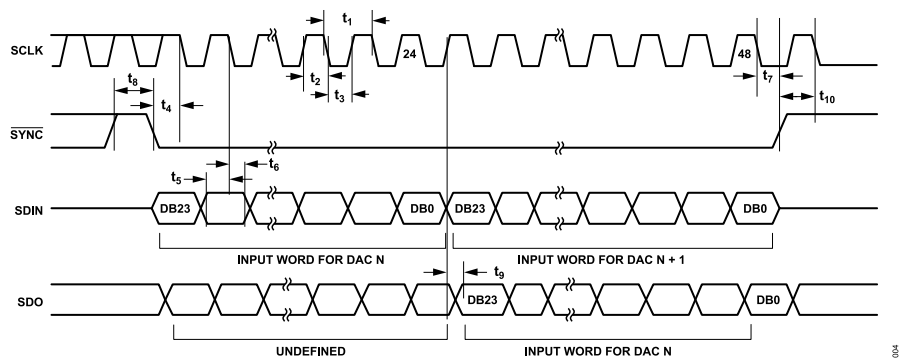 t1
SCLK
24
48
t2
t3
t7
t8
t4
t10
SYNC
t6
t5
SDIN
DB23
DB0
DB23
DB0
INPUT WORD FOR DAC N
INPUT WORD FOR DAC N + 1
t9
SDO
DB23
DB0
UNDEFINED
INPUT WORD FOR DAC N
004